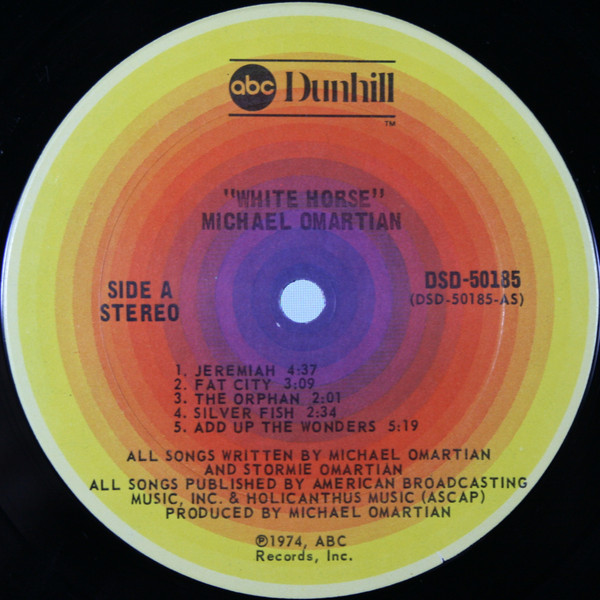 abc Dunhill
TM
"WHITE HORSE"
MICHAEL OMARTIAN
SIDE A
STEREO
DSD-50185
(DSD-50185-AS)
1. JEREMIAH 4:37
2. FAT CITY 3:09
3. THE ORPHAN 2:01
4. SILVER FISH 2:34
5. ADD UP THE WONDERS 5:19
ALL SONGS WRITTEN BY MICHAEL OMARTIAN
AND STORMIE OMARTIAN
ALL SONGS PUBLISHED BY AMERICAN BROADCASTING
MUSIC, INC. & HOLICANTHUS MUSIC (ASCAP)
PRODUCED BY MICHAEL OMARTIAN
℗1974, ABC
Records, Inc.